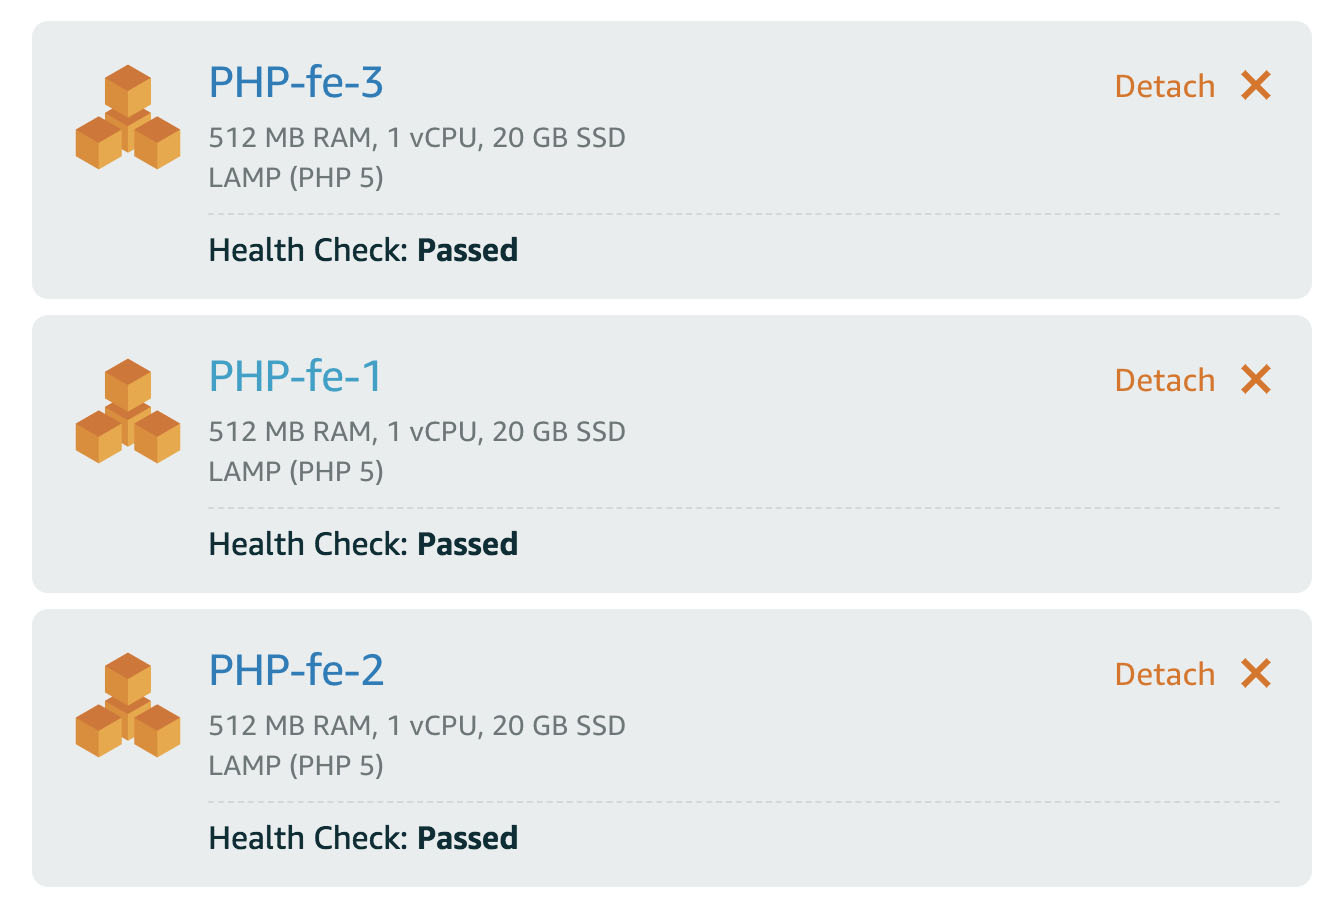 PHP-fe-3
Detach
512 MB RAM, 1 vCPU, 20 GB SSD
LAMP (PHP 5)
Health Check: Passed
PHP-fe-1
Detach
512 MB RAM, 1 vCPU, 20 GB SSD
LAMP (PHP 5)
Health Check: Passed
PHP-fe-2
Detach
512 MB RAM, 1 vCPU, 20 GB SSD
LAMP (PHP 5)
Health Check: Passed